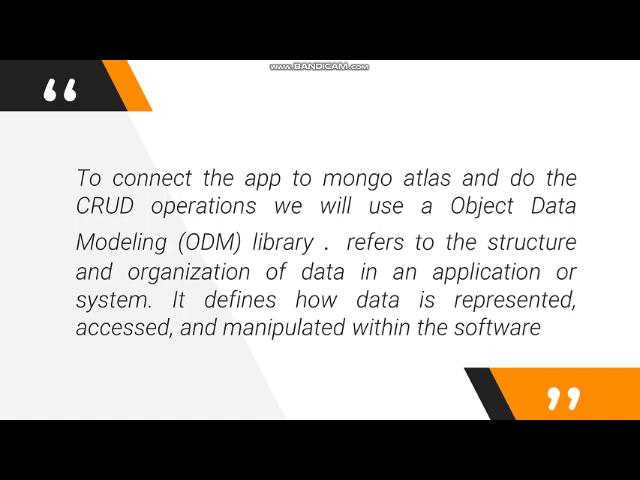 www.BANDICAM.com
“
To connect the app to mongo atlas and do the
CRUD operations we will use a Object Data
Modeling (ODM) library . refers to the structure
and organization of data in an application or
system. It defines how data is represented,
accessed, and manipulated within the software
”